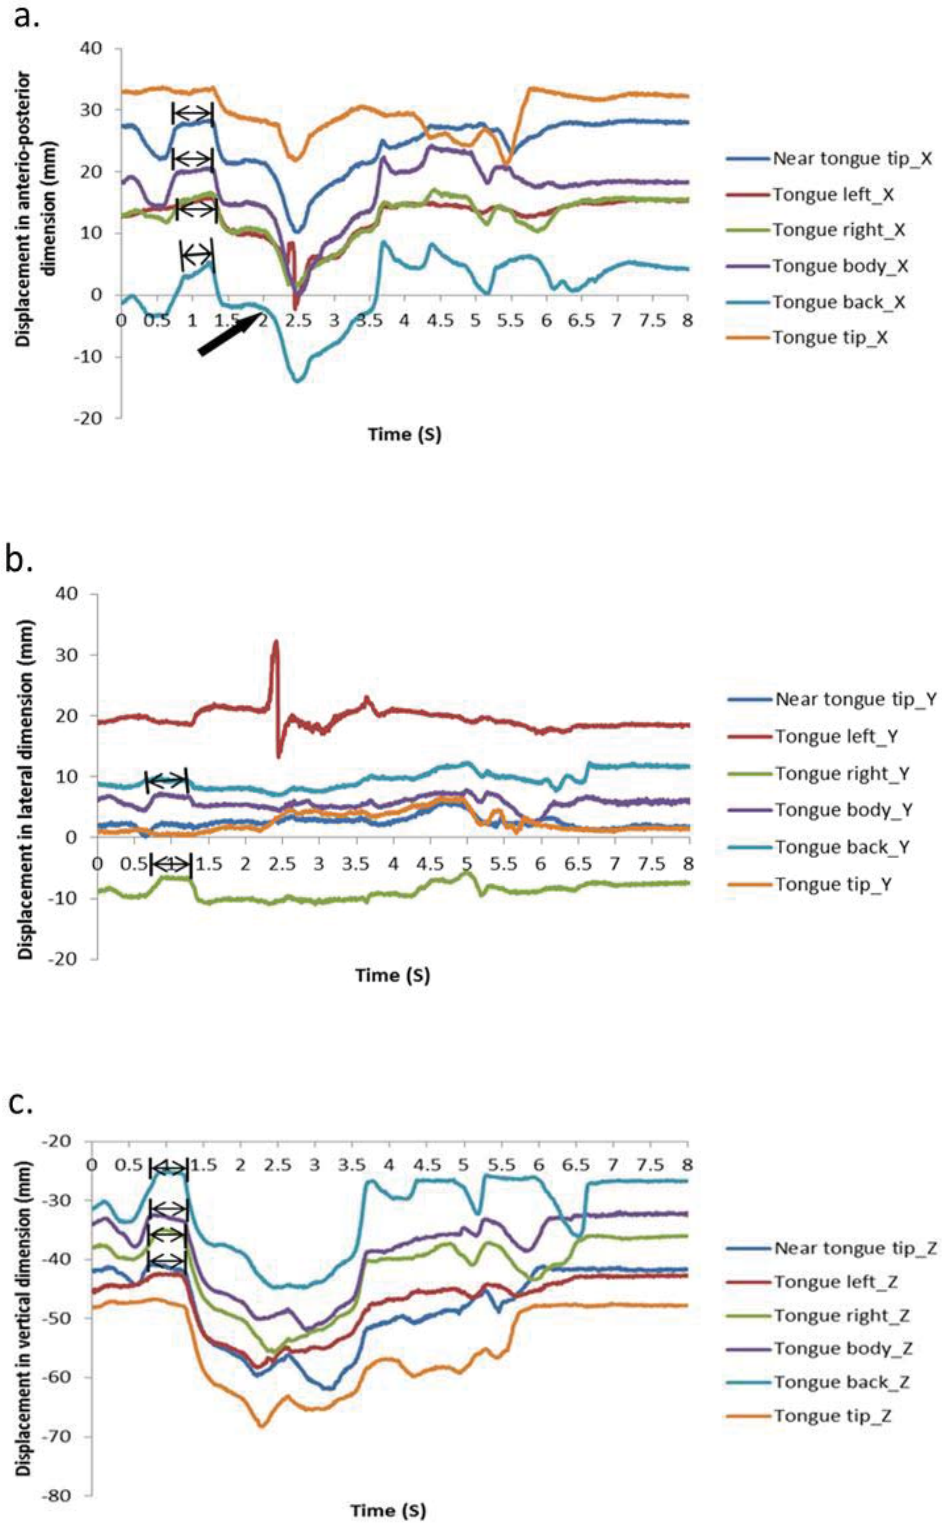 a.
40
30
20
10
0
-10
-20
0 0.5 1 1.5 2 2.5 3 3.5 4 4.5 5 5.5 6 6.5 7 7.5 8
Displacement in anterio-posterior
dimension (mm)
Time (S)
Near tongue tip_X
Tongue left_X
Tongue right_X
Tongue body_X
Tongue back_X
Tongue tip_X
b.
40
30
20
10
0
-10
-20
0 0.5 1 1.5 2 2.5 3 3.5 4 4.5 5 5.5 6 6.5 7 7.5 8
Displacement in lateral dimension (mm)
Time (S)
Near tongue tip_Y
Tongue left_Y
Tongue right_Y
Tongue body_Y
Tongue back_Y
Tongue tip_Y
c.
-20
0 0.5 1 1.5 2 2.5 3 3.5 4 4.5 5 5.5 6 6.5 7 7.5 8
-30
-40
-50
-60
-70
-80
Displacement in vertical dimension (mm)
Time (S)
Near tongue tip_Z
Tongue left_Z
Tongue right_Z
Tongue body_Z
Tongue back_Z
Tongue tip_Z